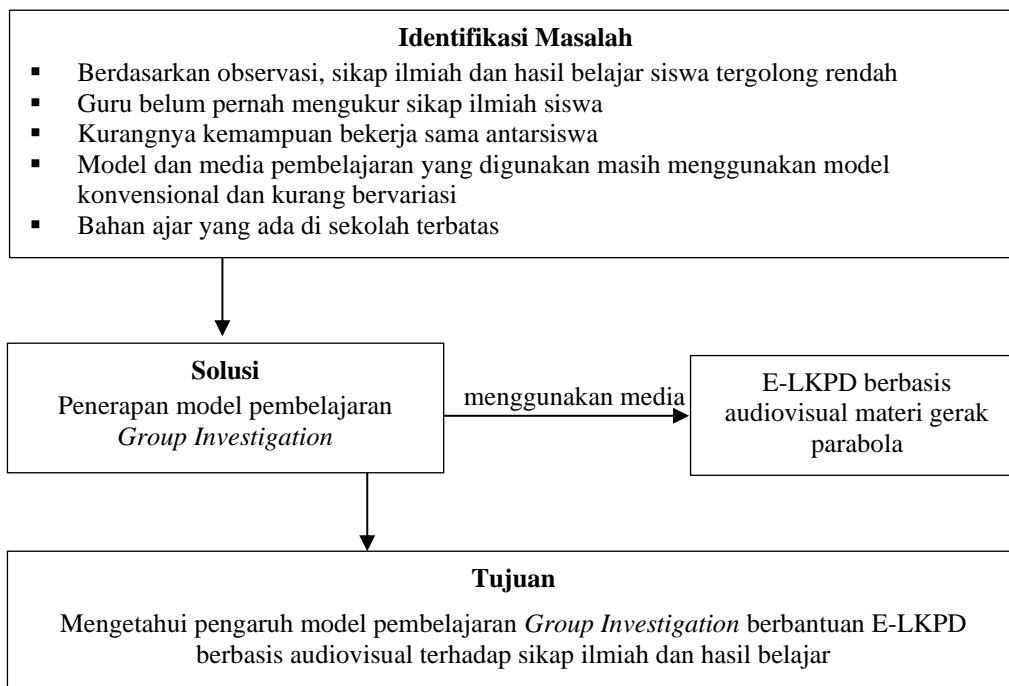 Identifikasi Masalah
▪ Berdasarkan observasi, sikap ilmiah dan hasil belajar siswa tergolong rendah
▪ Guru belum pernah mengukur sikap ilmiah siswa
▪ Kurangnya kemampuan bekerja sama antarsiswa
▪ Model dan media pembelajaran yang digunakan masih menggunakan model
konvensional dan kurang bervariasi
▪ Bahan ajar yang ada di sekolah terbatas
Solusi
Penerapan model pembelajaran
Group Investigation
menggunakan media
E-LKPD berbasis
audiovisual materi gerak
parabola
Tujuan
Mengetahui pengaruh model pembelajaran Group Investigation berbantuan E-LKPD
berbasis audiovisual terhadap sikap ilmiah dan hasil belajar